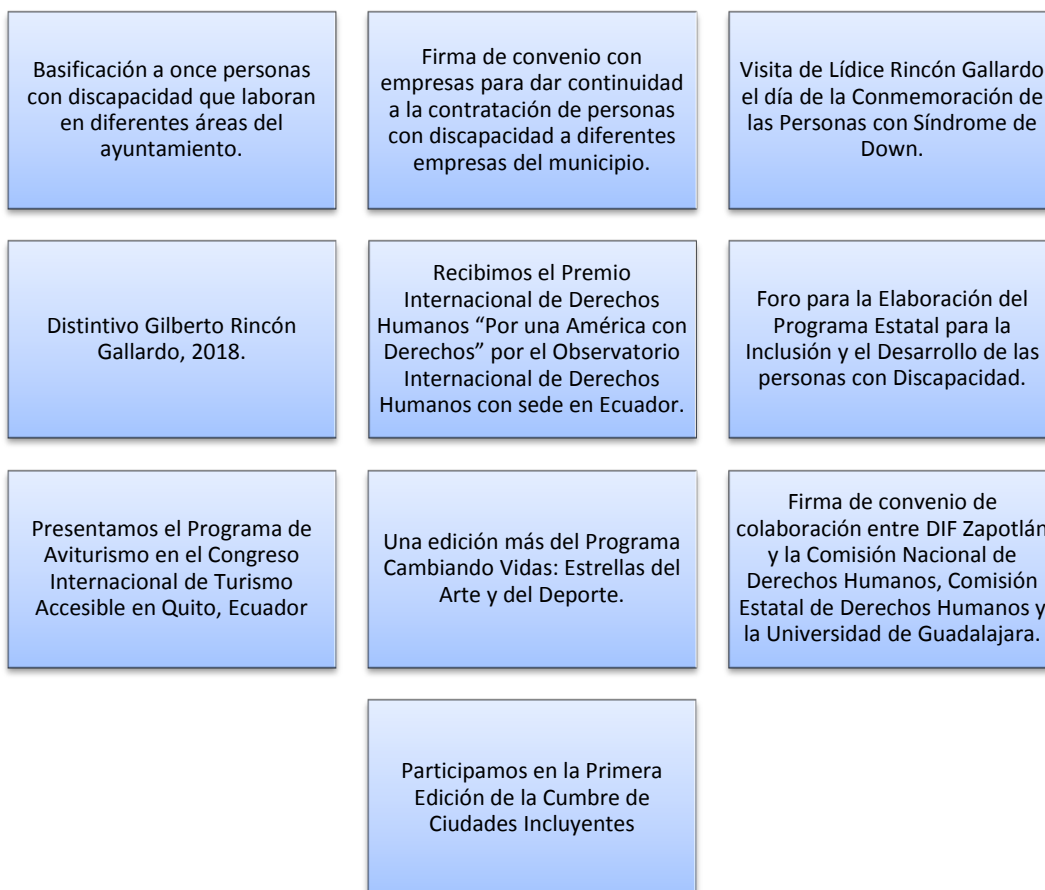 Basificación a once personas
con discapacidad que laboran
en diferentes áreas del
ayuntamiento.
Firma de convenio con
empresas para dar continuidad
a la contratación de personas
con discapacidad a diferentes
empresas del municipio.
Visita de Lídice Rincón Gallardo
el día de la Conmemoración de
las Personas con Síndrome de
Down.
Distintivo Gilberto Rincón
Gallardo, 2018.
Recibimos el Premio
Internacional de Derechos
Humanos “Por una América con
Derechos” por el Observatorio
Internacional de Derechos
Humanos con sede en Ecuador.
Foro para la Elaboración del
Programa Estatal para la
Inclusión y el Desarrollo de las
personas con Discapacidad.
Presentamos el Programa de
Aviturismo en el Congreso
Internacional de Turismo
Accesible en Quito, Ecuador
Una edición más del Programa
Cambiando Vidas: Estrellas del
Arte y del Deporte.
Firma de convenio de
colaboración entre DIF Zapotlán
y la Comisión Nacional de
Derechos Humanos, Comisión
Estatal de Derechos Humanos y
la Universidad de Guadalajara.
Participamos en la Primera
Edición de la Cumbre de
Ciudades Incluyentes